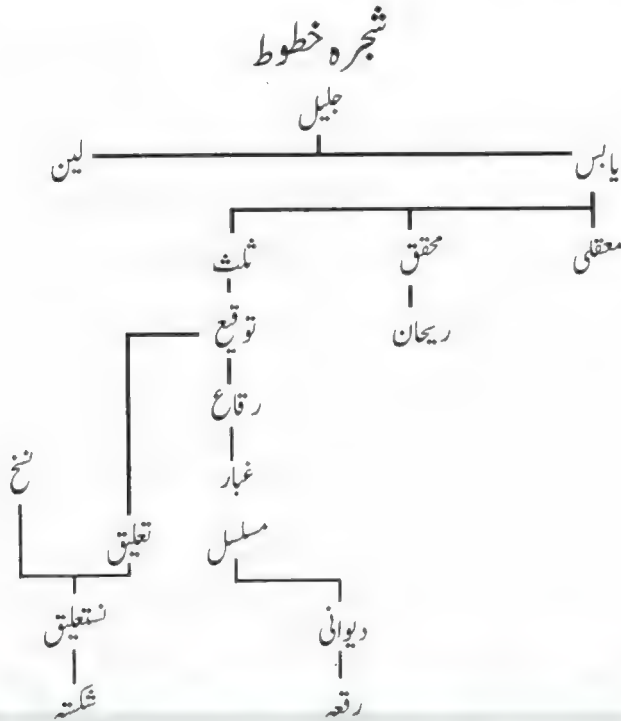 شجرہ خطوط
جلیل
یابس لین
معقلی محقق ثلث
ریحان توقیع
رقاع
غبار نسخ
مسلسل تعلیق
دیوانی نستعلیق
رقعہ شکستہ